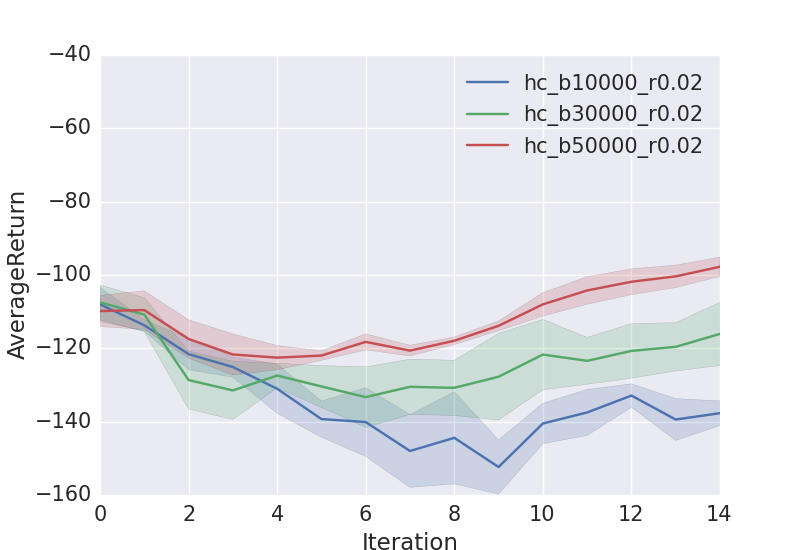 −40
−60
−80
−100
−120
−140
−160
AverageReturn
hc_b10000_r0.02
hc_b30000_r0.02
hc_b50000_r0.02
0 2 4 6 8 10 12 14
Iteration